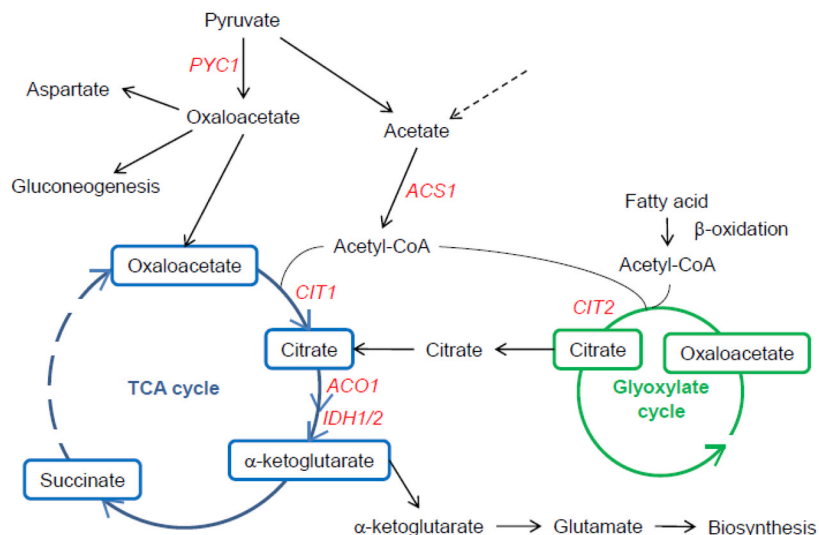 Pyruvate
PYC1
Aspartate
Oxaloacetate
Acetate
Gluconeogenesis
ACS1
Fatty acid
β-oxidation
Acetyl-CoA
Acetyl-CoA
Oxaloacetate
CIT1
CIT2
Citrate
Citrate
Citrate
Oxaloacetate
TCA cycle
ACO1
Glyoxylate
cycle
IDH1/2
α-ketoglutarate
Succinate
α-ketoglutarate
Glutamate
Biosynthesis